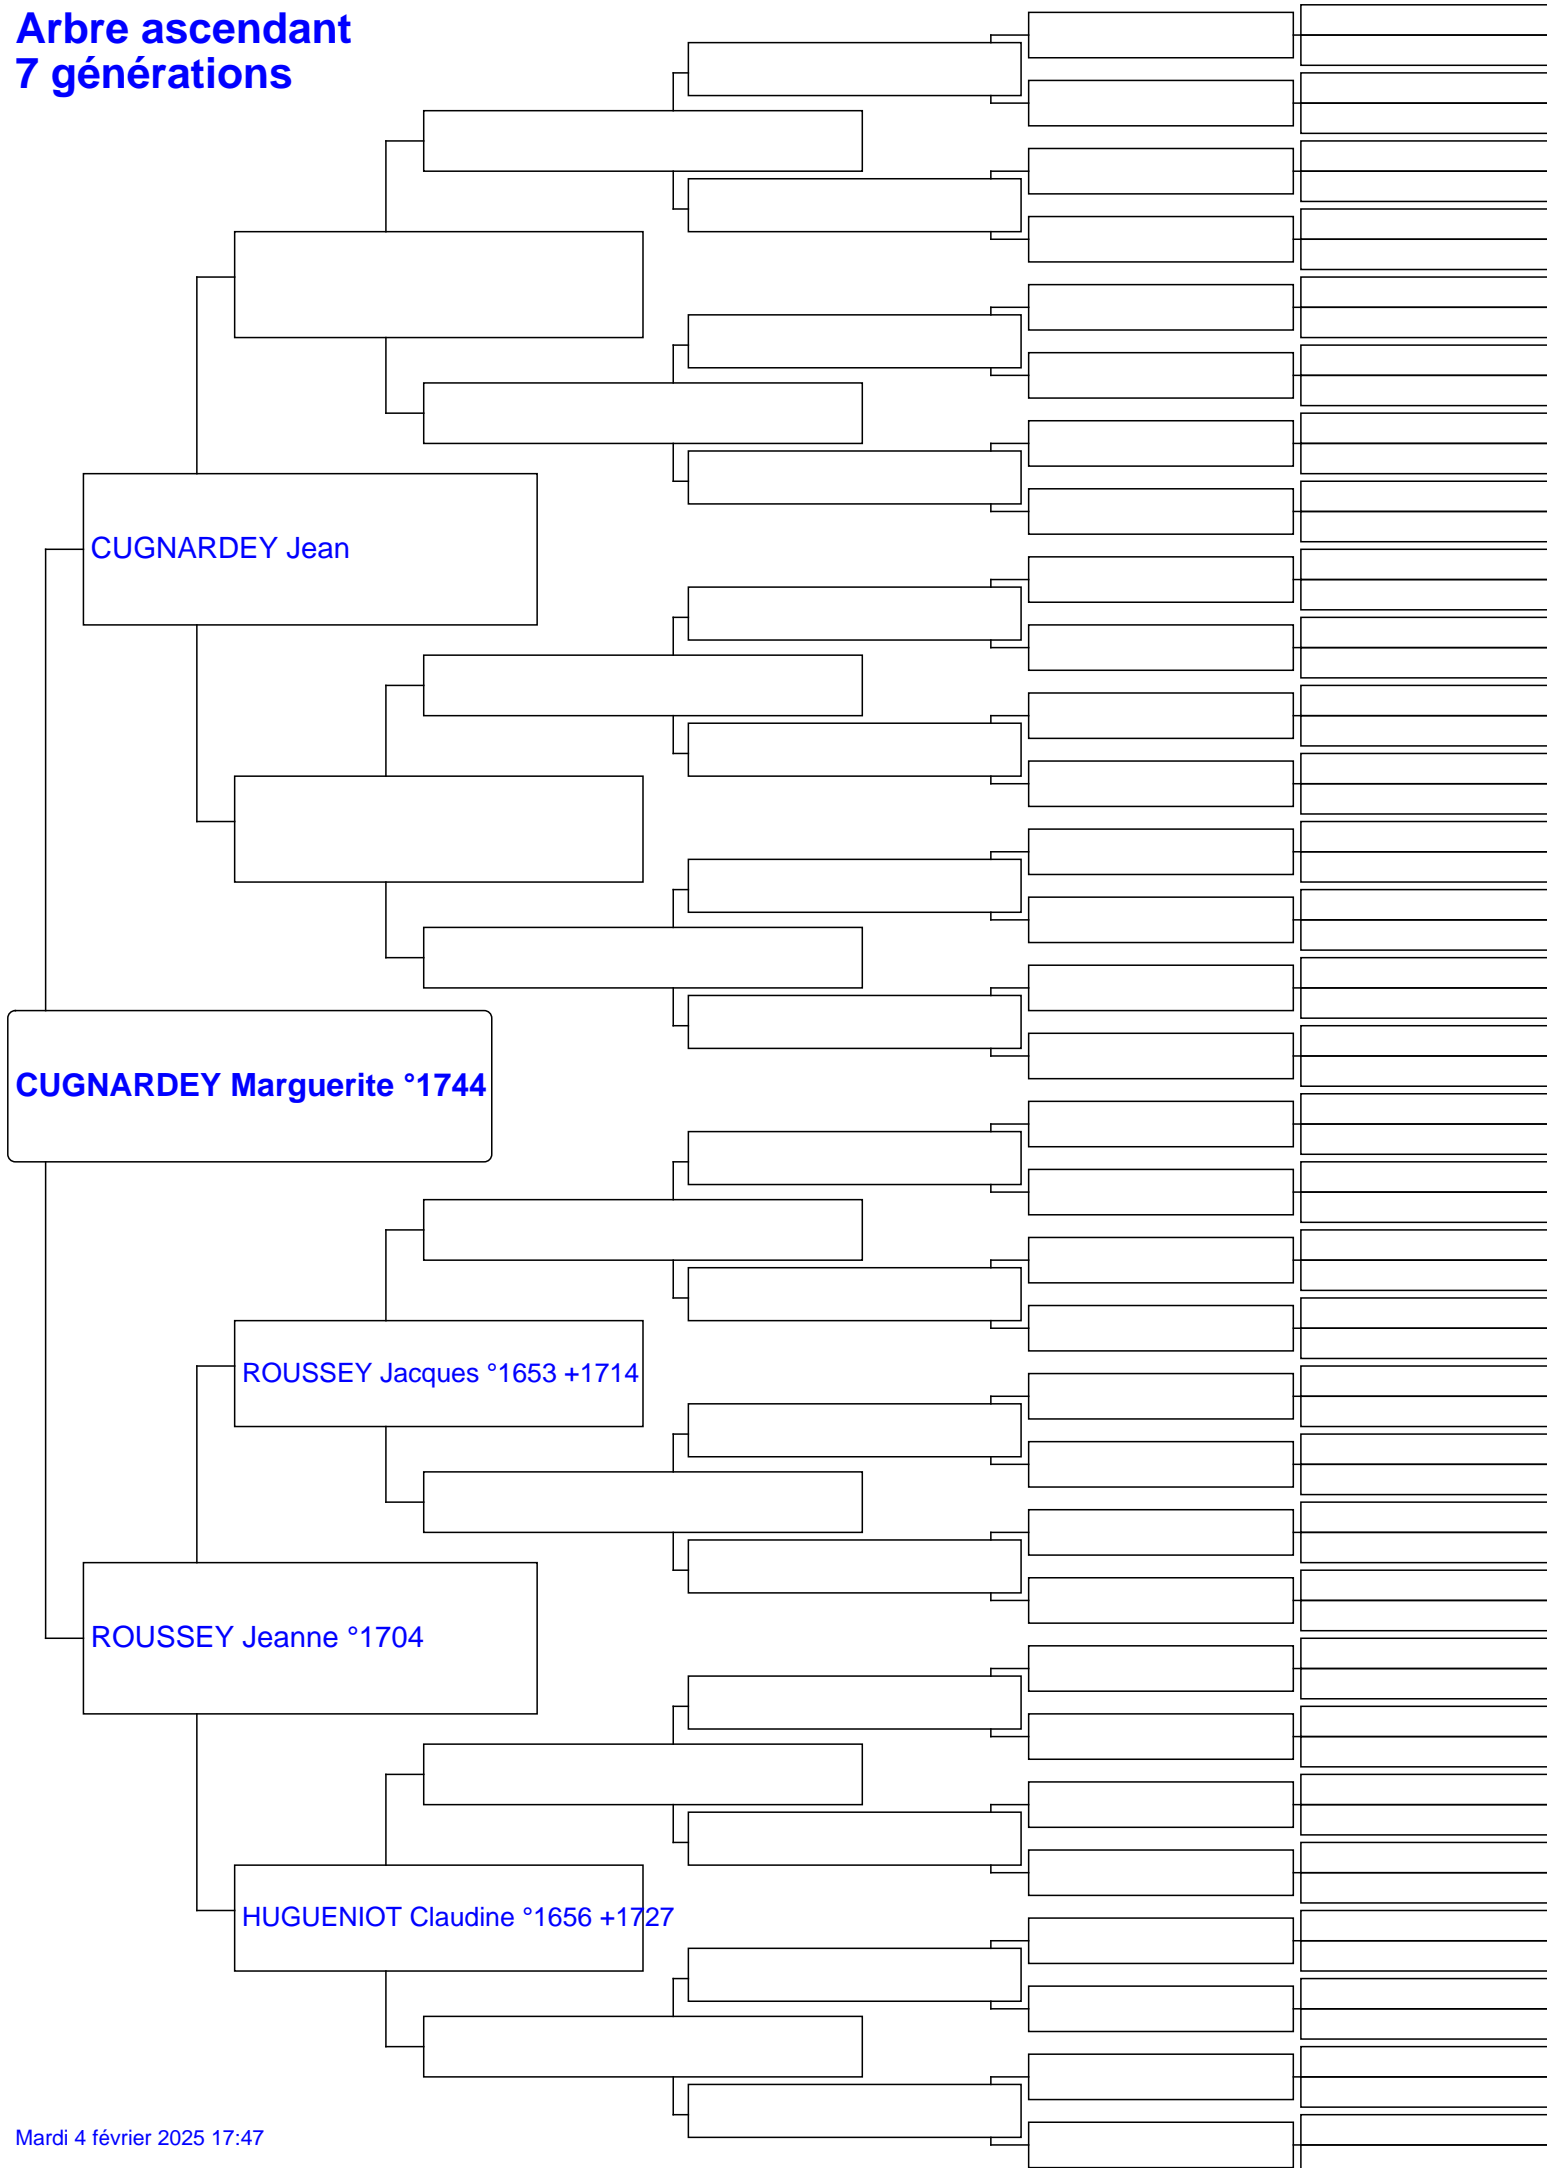 Arbre ascendant
7 générations
CUGNARDEY Jean
CUGNARDEY Marguerite °1744
ROUSSEY Jacques °1653 +1714
ROUSSEY Jeanne °1704
HUGUENIOT Claudine °1656 +1727
Mardi 4 février 2025 17:47